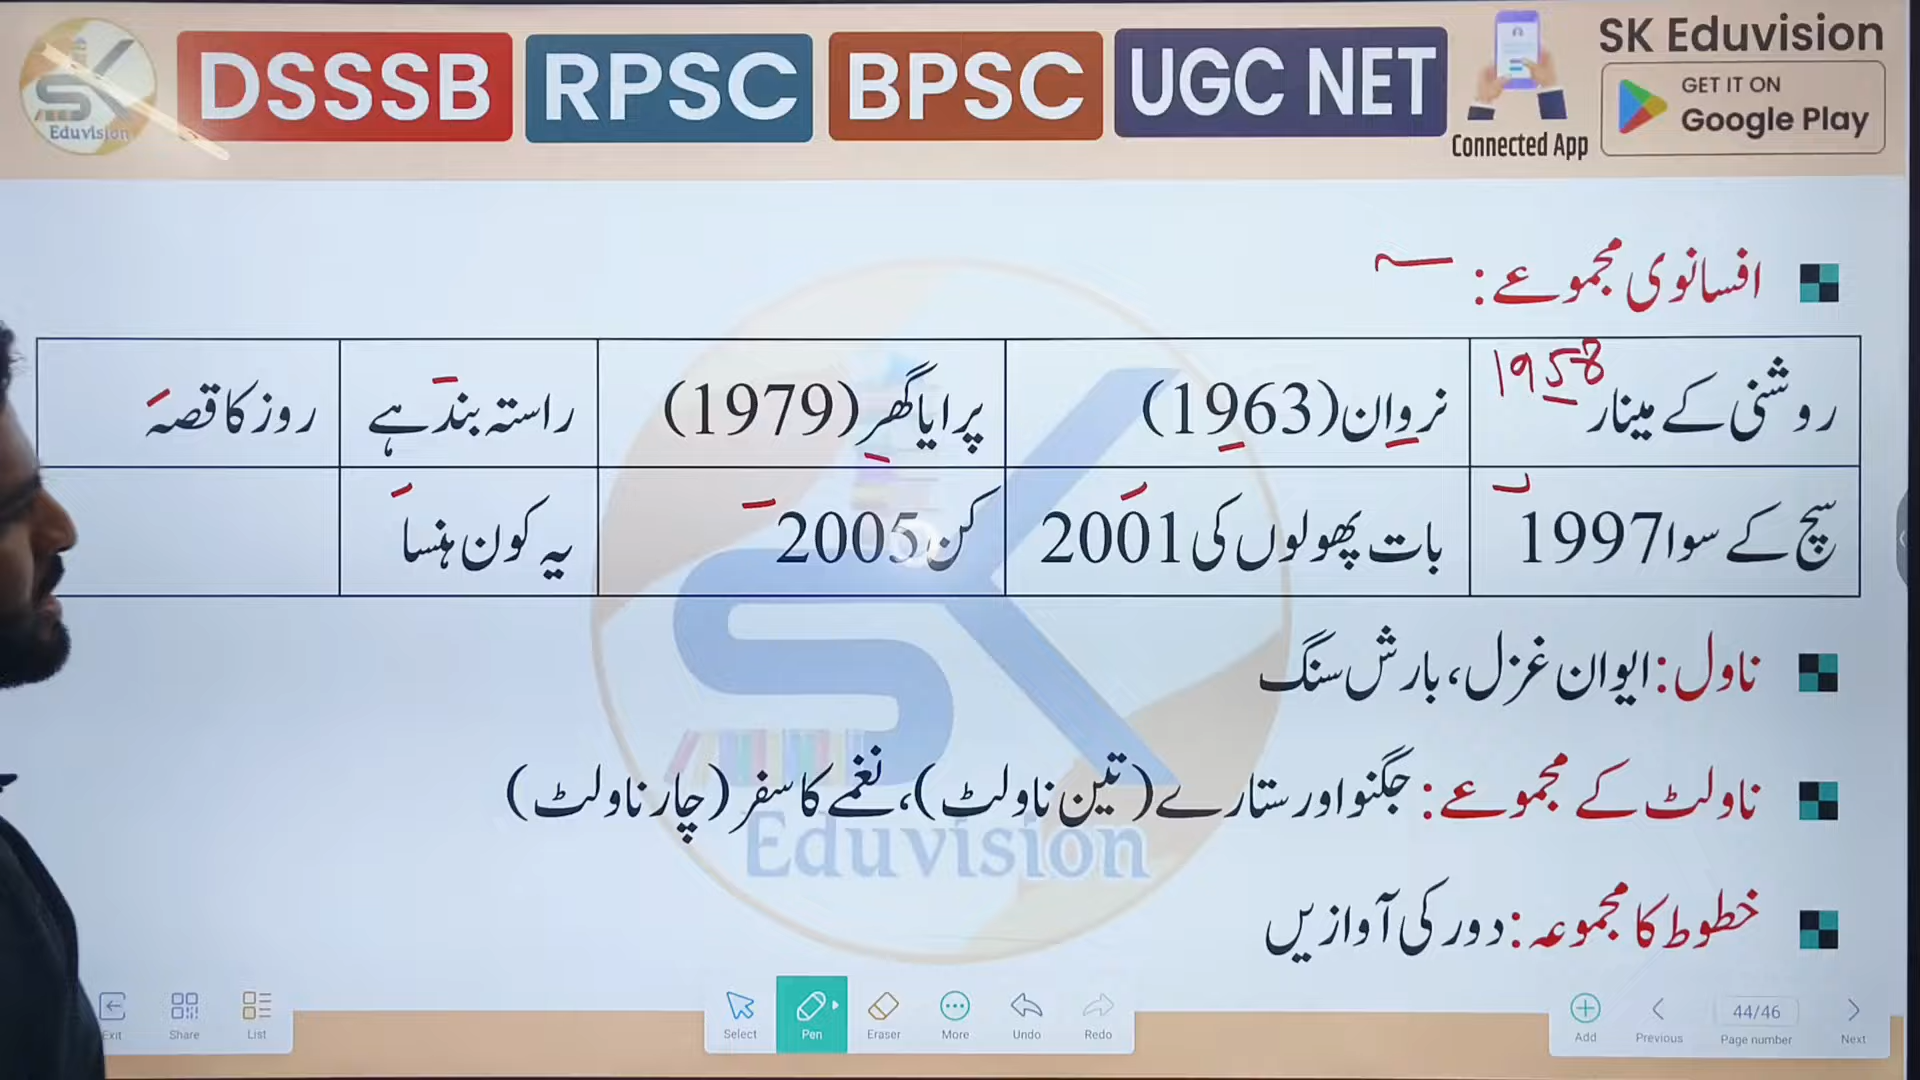 SK Eduvision
DSSSB RPSC BPSC UGC NET Connected App SK Eduvision
GET IT ON
Google Play
افسانوی مجموعے:
روشنی کے مینار 1958 نروان (1963) پرایا گھر (1979) راستہ بند ہے روز کا قصہ
سچ کے سوا 1997 بات پھولوں کی 2001 کن 2005 یہ کون ہنسا
ناول: ایوان غزل، بارش سنگ
ناولٹ کے مجموعے: جگنو اور ستارے (تین ناولٹ)، نغمے کا سفر (چار ناولٹ)
SK Eduvision
خطوط کا مجموعہ: دور کی آوازیں
Exit Share List Select Pen Eraser More Undo Redo Add Previous 44/46 Page number Next